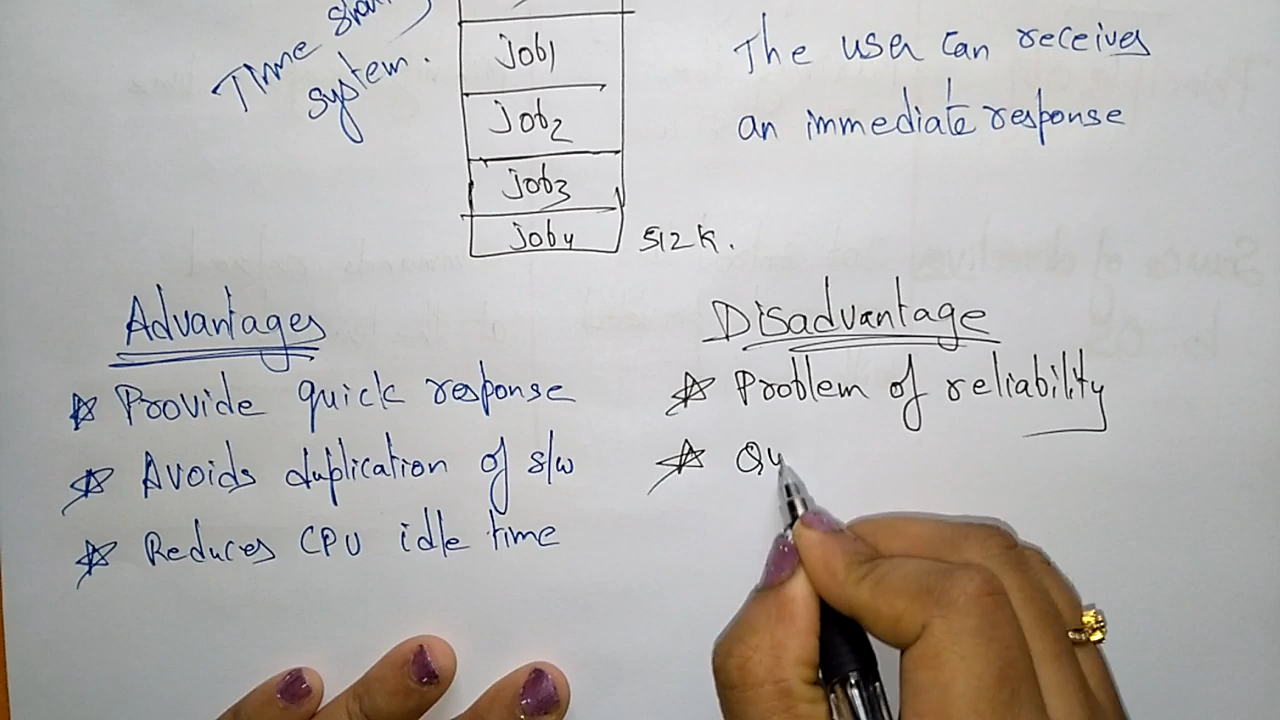 Time
system.
job1
job2
job3
job4
512K.
The user can receives
an immediate response
Advantages
☆ Provide quick response
☆ Avoids duplication of s/w
☆ Reduces CPU idle time
Disadvantage
☆ Problem of reliability
☆ Qu